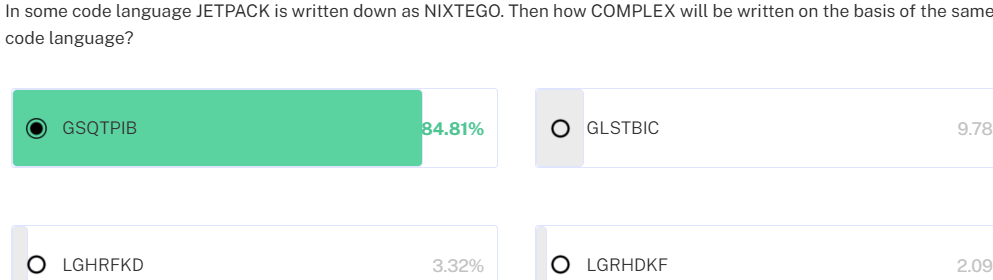 In some code language JETPACK is written down as NIXTEGO. Then how COMPLEX will be written on the basis of the same
code language?
GSQTPIB 84.81% GLSTBIC 9.78
LGHRFKD 3.32% LGRHDKF 2.09